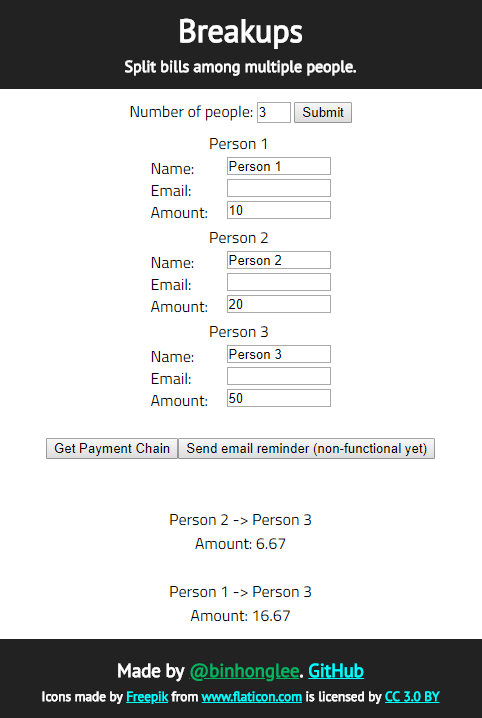 Breakups
Split bills among multiple people.
Number of people: 3 Submit
Person 1
Name: Person 1
Email:
Amount: 10
Person 2
Name: Person 2
Email:
Amount: 20
Person 3
Name: Person 3
Email:
Amount: 50
Get Payment Chain Send email reminder (non-functional yet)
Person 2 -> Person 3
Amount: 6.67
Person 1 -> Person 3
Amount: 16.67
Made by @binhonglee. GitHub
Icons made by Freepik from www.flaticon.com is licensed by CC 3.0 BY